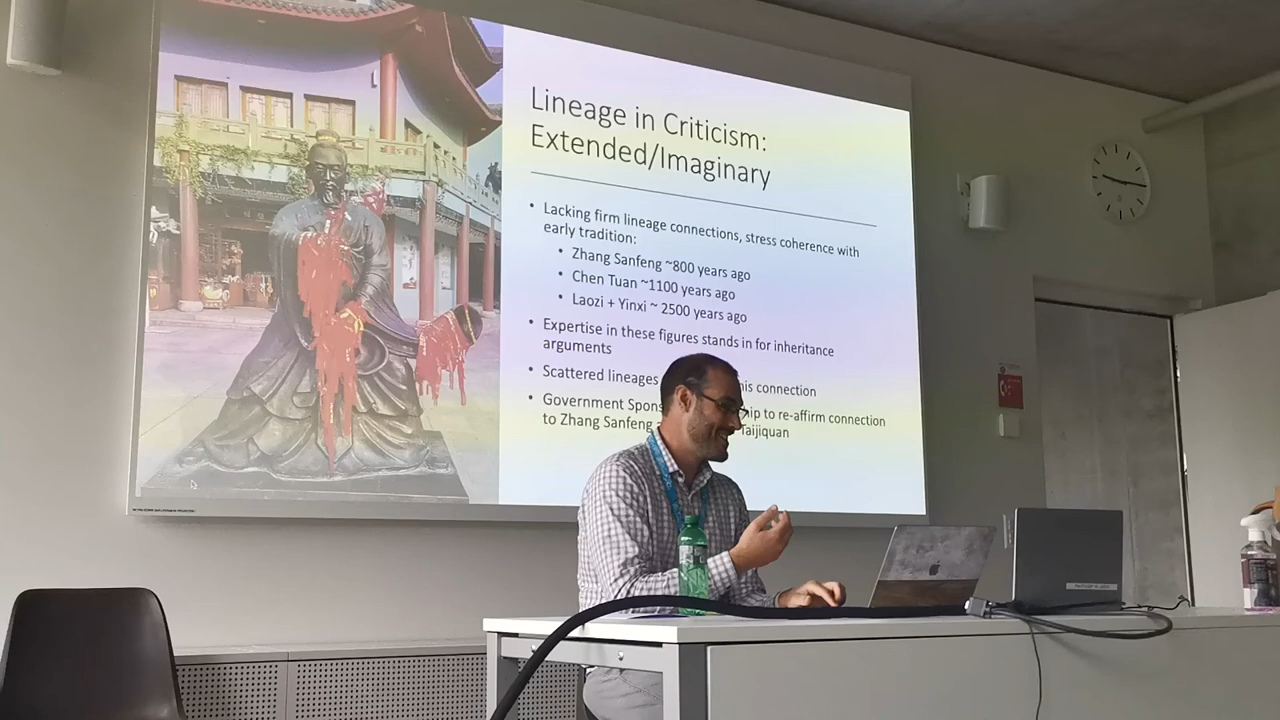 Lineage in Criticism:
Extended/Imaginary
• Lacking firm lineage connections, stress coherence with
early tradition:
• Zhang Sanfeng ~800 years ago
• Chen Tuan ~1100 years ago
• Laozi + Yinxi ~ 2500 years ago
• Expertise in these figures stands in for inheritance
arguments
• Scattered lineages his connection
• Government Spons ip to re-affirm connection
to Zhang Sanfeng Taijiquan